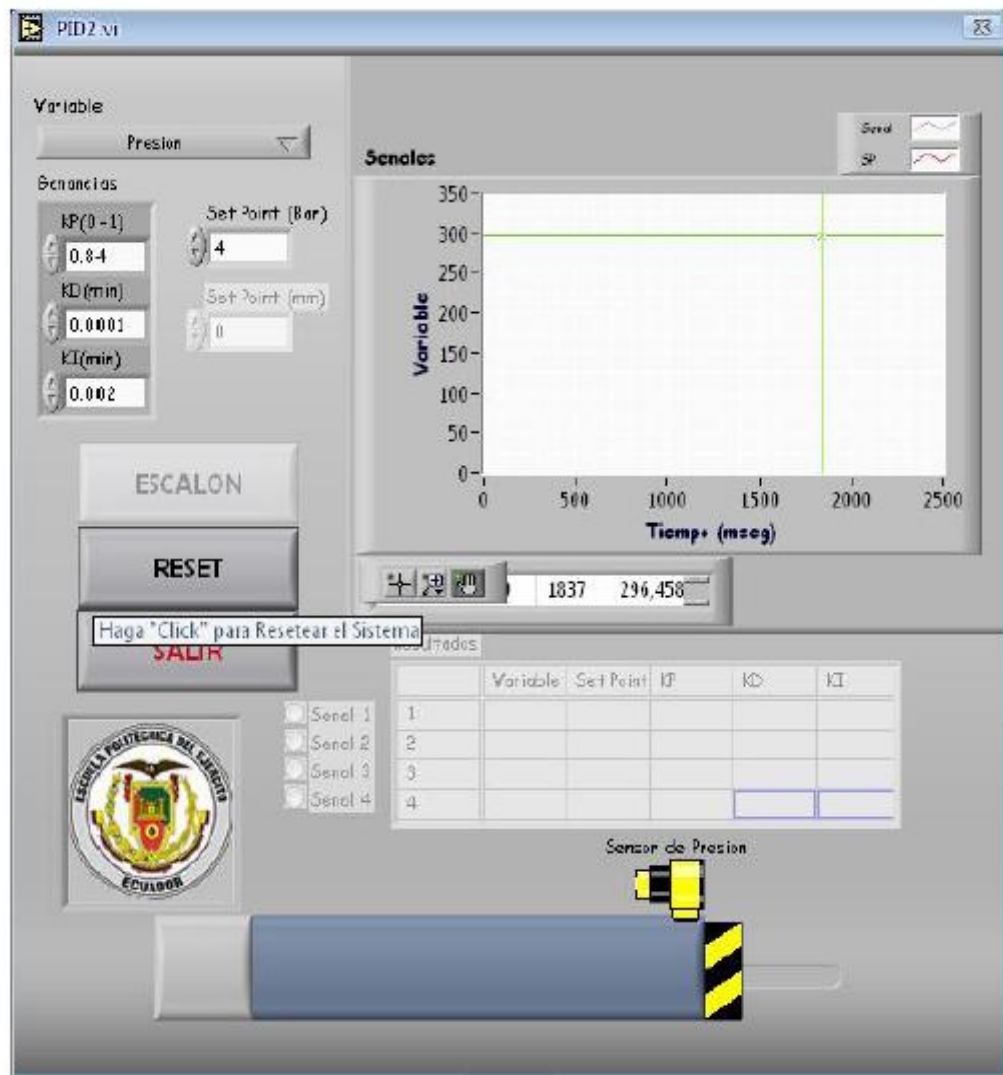 PID2.vi
Variable
Presion
Ganancias
KP(0-1)
0.84
KD(min)
0.0001
KI(min)
0.002
Set Point (Bar)
4
Set Point (mm)
0
ESCALON
RESET
Haga "Click" para Resetear el Sistema
SALIR
Senales
Senal
SP
Variable
350
300
250
200
150
100
50
0
0 500 1000 1500 2000 2500
Tiempo (mseg)
1837 296,458
Resultados
Variable Set Point KP KD KI
Senal 1 1
Senal 2 2
Senal 3 3
Senal 4 4
ESCUELA POLITECNICA DEL EJERCITO
ECUADOR
Sensor de Presion